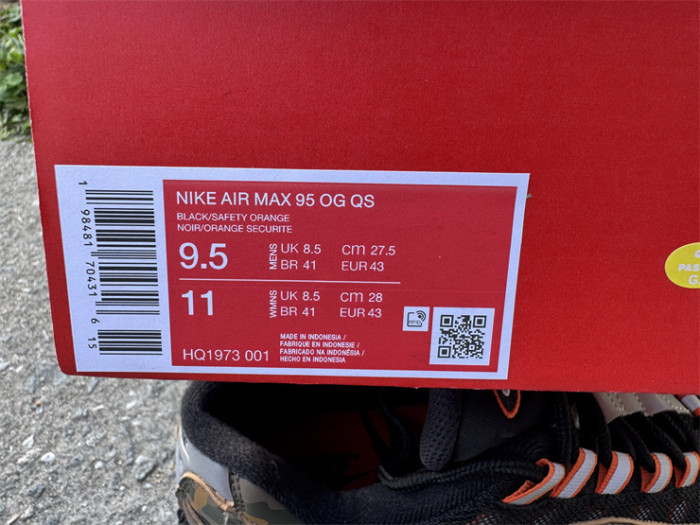 NIKE AIR MAX 95 OG QS
BLACK/SAFETY ORANGE
NOIR/ORANGE SECURITE
9.5 MENS UK 8.5 cm 27.5
BR 41 EUR 43
11 WMNS UK 8.5 cm 28
BR 41 EUR 43
HQ1973 001
MADE IN INDONESIA /
FABRIQUE EN INDONESIE /
FABRICADO NA INDONÉSIA /
HECHO EN INDONESIA
RFID
1 98481 70431 6 15